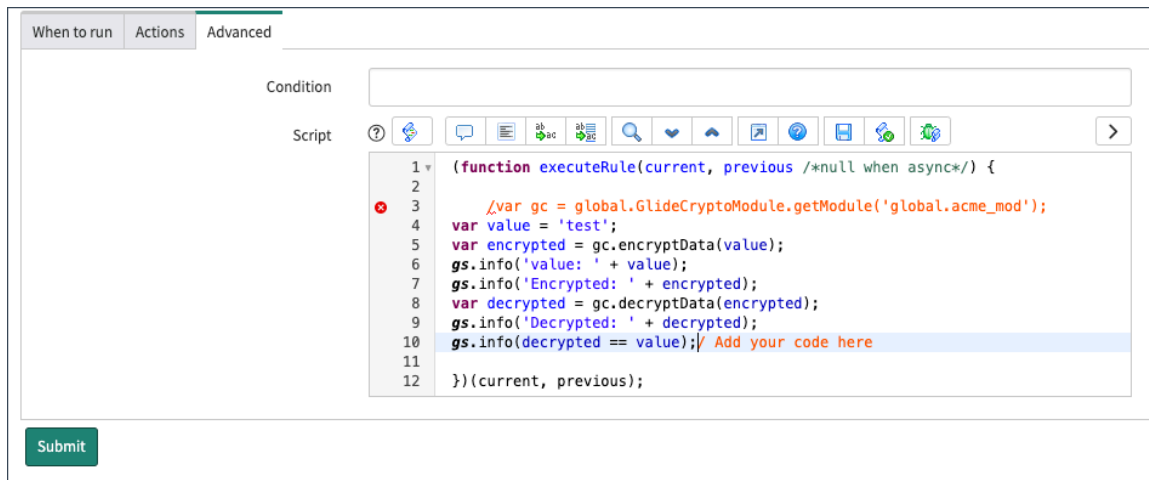 When to run Actions Advanced
Condition
Script
1 (function executeRule(current, previous /*null when async*/) {
2
3 /var gc = global.GlideCryptoModule.getModule('global.acme_mod');
4 var value = 'test';
5 var encrypted = gc.encryptData(value);
6 gs.info('value: ' + value);
7 gs.info('Encrypted: ' + encrypted);
8 var decrypted = gc.decryptData(encrypted);
9 gs.info('Decrypted: ' + decrypted);
10 gs.info(decrypted == value);/ Add your code here
11
12 })(current, previous);
Submit